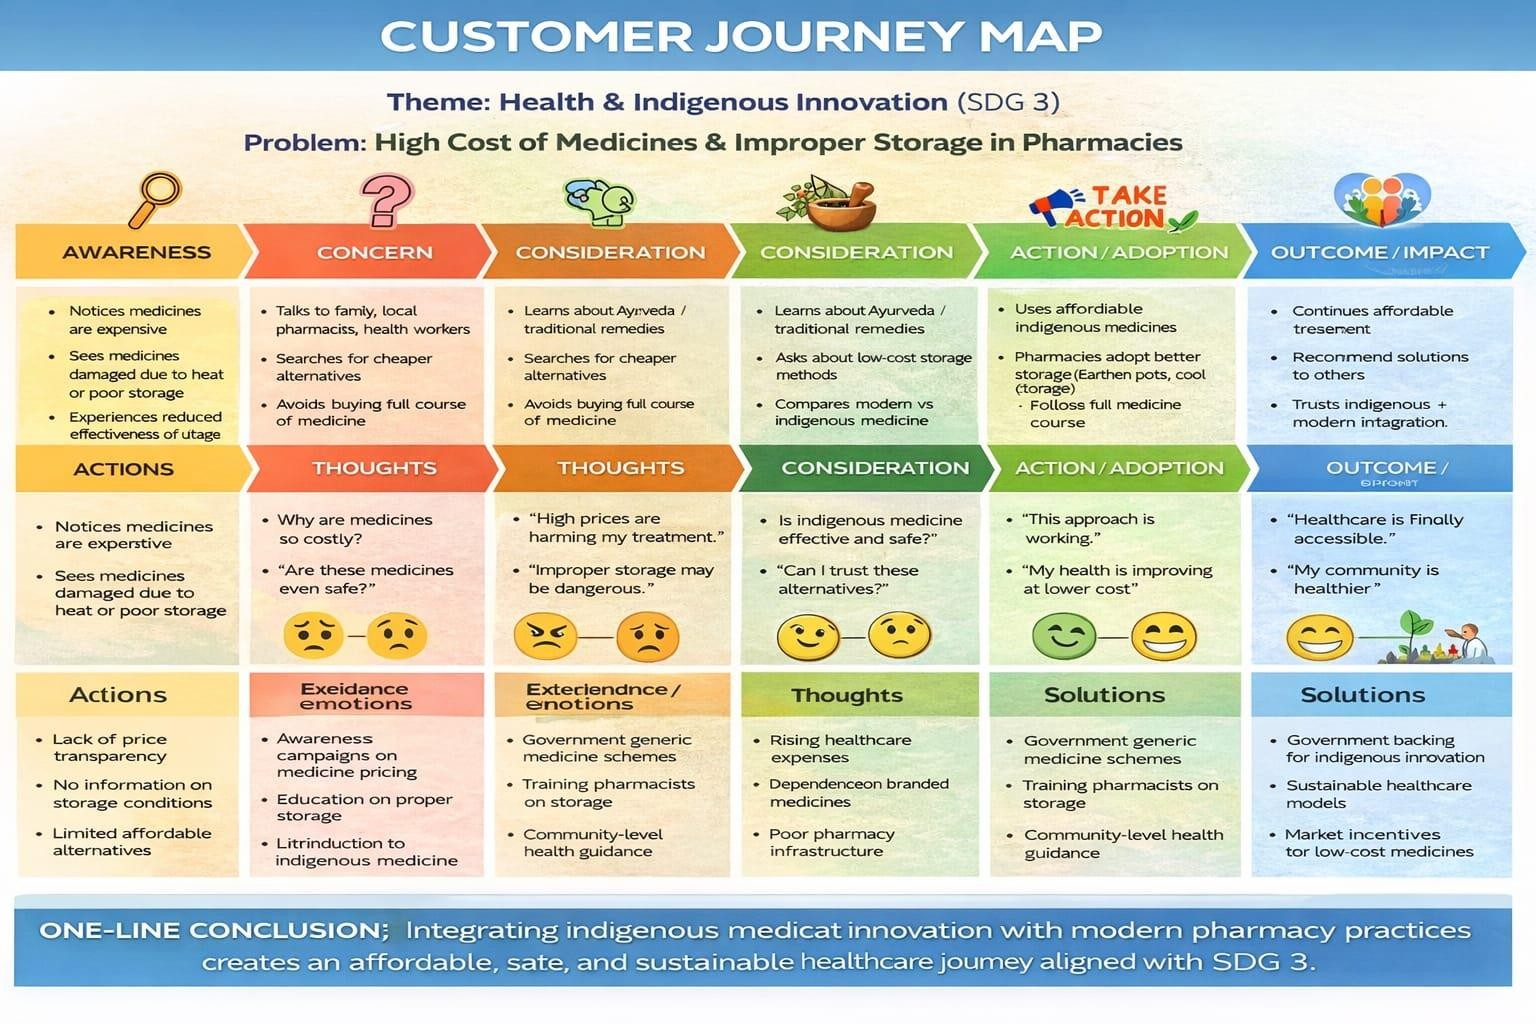 CUSTOMER JOURNEY MAP
Theme: Health & Indigenous Innovation (SDG 3)
Problem: High Cost of Medicines & Improper Storage in Pharmacies
TAKE
ACTION
AWARENESS
CONCERN
CONSIDERATION
CONSIDERATION
ACTION / ADOPTION
OUTCOME / IMPACT
• Notices medicines
are expensive
• Sees medicines
damaged due to heat
or poor storage
• Experiences reduced
effectiveness of utage
• Talks to family, local
pharmaciss, health workers
• Searches for cheaper
alternatives
• Avoids buying full course
of medicine
• Learns about Ayrveda /
traditional remedies
• Searches for cheaper
alternatives
• Avoids buying full course
of medicine
• Learns about Ayurveda /
traditional remedies
• Asks about low-cost storage
methods
• Compares modern vs
indigenous medicine
• Uses affordiable
indigenous medicines
• Pharmacies adopt better
storage (Earthen pots, cool
(torage)
· Folloss full medicine
course
• Continues affordable
tresement
• Recommend solutions
to others
• Trusts indigenous +
modern intagration.
ACTIONS
THOUGHTS
THOUGHTS
CONSIDERATION
ACTION / ADOPTION
OUTCOME /
• Notices medicines
are experstive
• Sees medicines
damaged due to
heat or poor storage
• Why are medicines
so costly?
• “Are these medicines
even safe?”
• “High prices are
harming my treatment.”
• “Improper storage may
be dangerous.”
• Is indigenous medicine
effective and safe?”
• “Can I trust these
alternatives?”
• “This approach is
working.”
• “My health is improving
at lower cost”
• “Healthcare is Finally
accessible.”
• “My community is
healthier”
Actions
Exeidance
emotions
Exteriendnce /
enotions
Thoughts
Solutions
Solutions
• Lack of price
transparency
• No information on
storage conditions
• Limited affordable
alternatives
• Awareness
campaigns on
medicine pricing
• Education on proper
storage
• Litrinduction to
indigenous medicine
• Government generic
medicine schemes
• Training pharmacists
on storage
• Community-level
health guidance
• Rising healthcare
expenses
• Dependenceon branded
medicines
• Poor pharmacy
infrastructure
• Government generic
medicine schemes
• Training pharmacists on
storage
• Community-level health
guidance
• Government backing
for indigenous innovation
• Sustainable healthcare
models
• Market incentives
tor low-cost medicines
ONE-LINE CONCLUSION; Integrating indigenous medicat innovation with modern pharmacy practices
creates an affordable, sate, and sustainable healthcare joumey aligned with SDG 3.